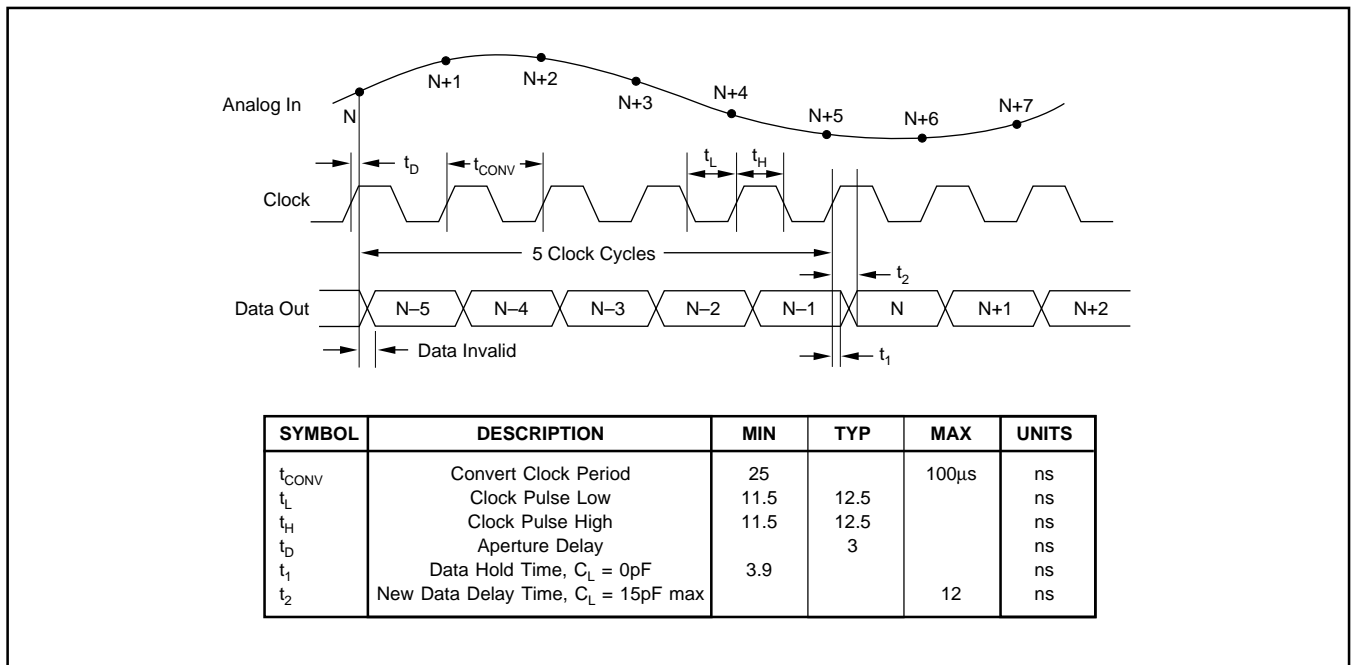 N+1
N+2
N+3
N+4
N+5
N+6
N+7
Analog In
N
t_D
t_CONV
t_L
t_H
Clock
5 Clock Cycles
t_2
Data Out
N–5
N–4
N–3
N–2
N–1
N
N+1
N+2
Data Invalid
t_1
SYMBOL DESCRIPTION MIN TYP MAX UNITS
t_CONV Convert Clock Period 25 100µs ns
t_L Clock Pulse Low 11.5 12.5 ns
t_H Clock Pulse High 11.5 12.5 ns
t_D Aperture Delay 3 ns
t_1 Data Hold Time, C_L = 0pF 3.9 ns
t_2 New Data Delay Time, C_L = 15pF max 12 ns